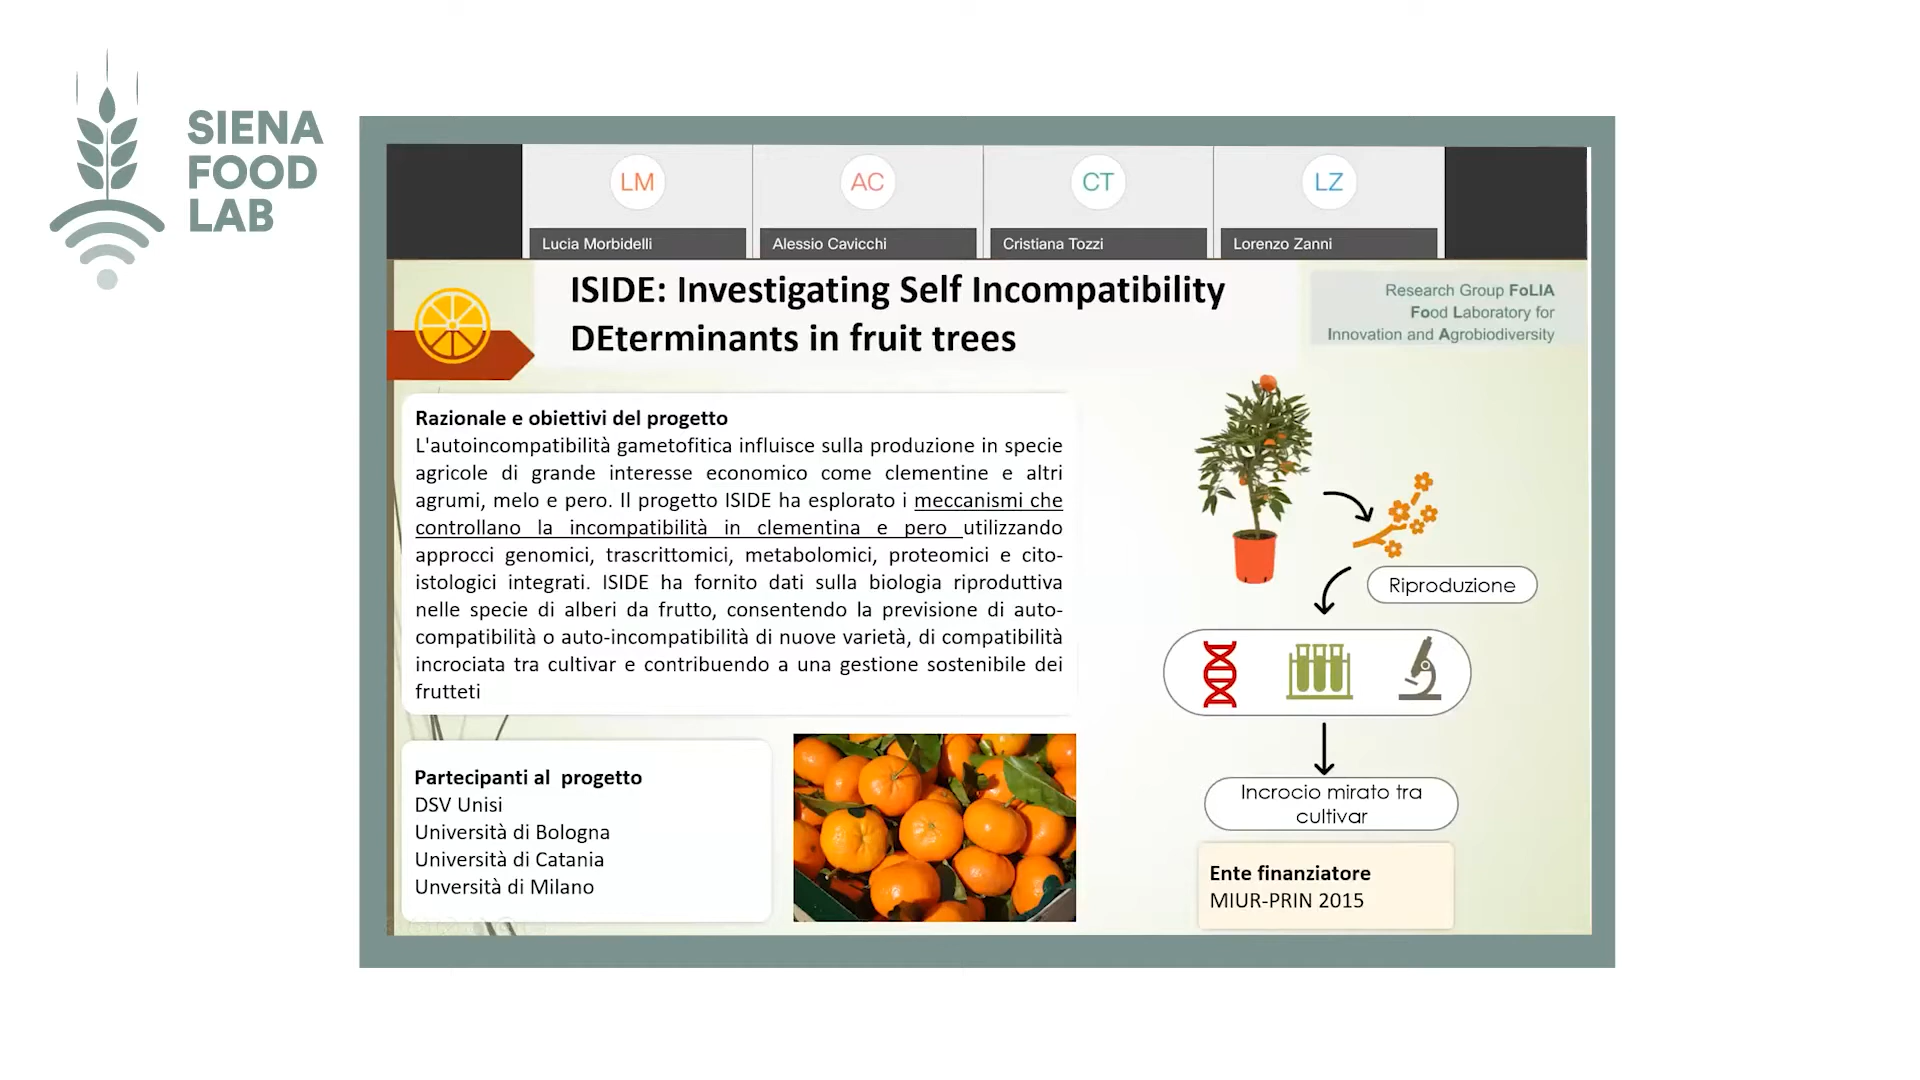 SIENA
FOOD
LAB
LM
AC
CT
LZ
Lucia Morbidelli
Alessio Cavicchi
Cristiana Tozzi
Lorenzo Zanni
ISIDE: Investigating Self Incompatibility
DEterminants in fruit trees
Research Group FoLIA
Food Laboratory for
Innovation and Agrobiodiversity
Razionale e obiettivi del progetto
L'autoincompatibilità gametofitica influisce sulla produzione in specie
agricole di grande interesse economico come clementine e altri
agrumi, melo e pero. Il progetto ISIDE ha esplorato i meccanismi che
controllano la incompatibilità in clementina e pero utilizzando
approcci genomici, trascrittomici, metabolomici, proteomici e cito-
istologici integrati. ISIDE ha fornito dati sulla biologia riproduttiva
nelle specie di alberi da frutto, consentendo la previsione di auto-
compatibilità o auto-incompatibilità di nuove varietà, di compatibilità
incrociata tra cultivar e contribuendo a una gestione sostenibile dei
frutteti
Partecipanti al  progetto
DSV Unisi
Università di Bologna
Università di Catania
Unversità di Milano
Riproduzione
Incrocio mirato tra
cultivar
Ente finanziatore
MIUR-PRIN 2015